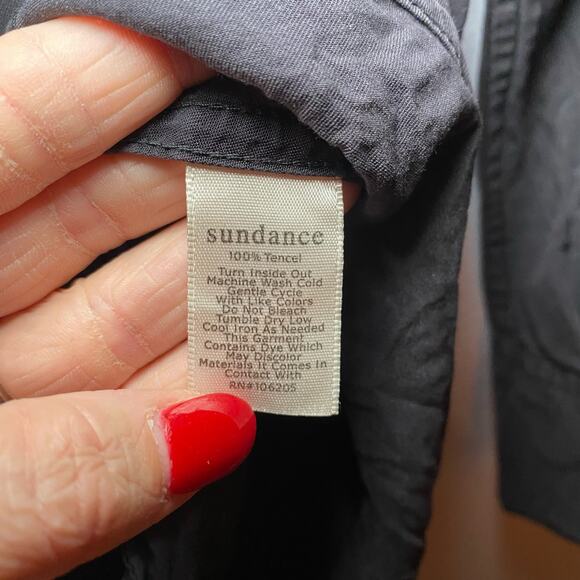 sundance
100% Tencel
Turn Inside Out
Machine Wash Cold
Gentle Cycle
With Like Colors
Do Not Bleach
Tumble Dry Low
Cool Iron As Needed
This Garment
Contains Dye Which
May Discolor
Materials It Comes In
Contact With
RN#106205